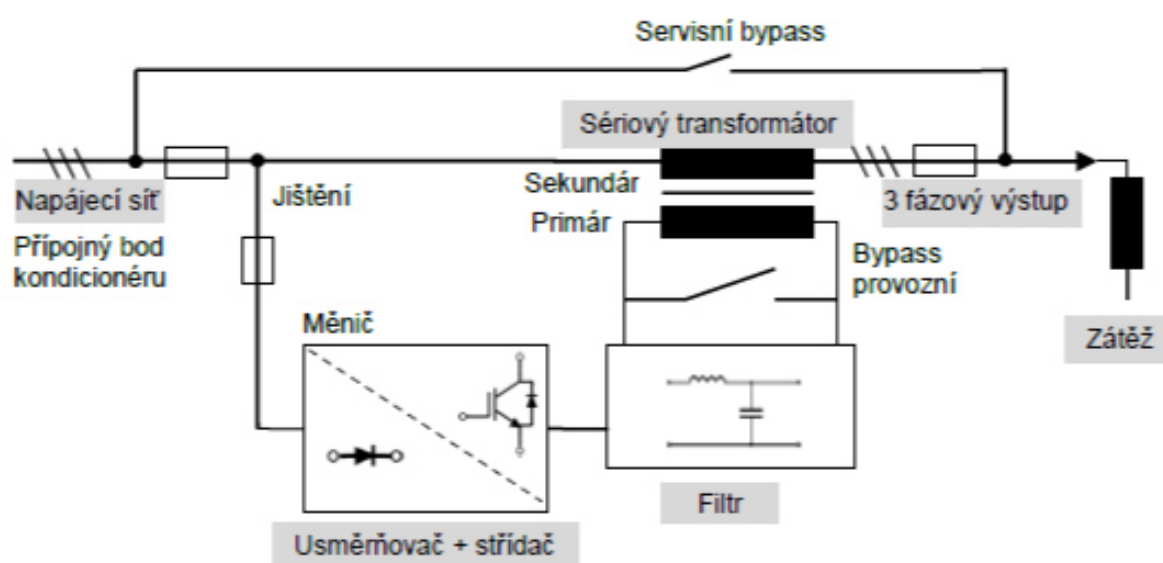 Servisní bypass
Sériový transformátor
Napájecí síť
Jištění
Sekundár
Primár
3 fázový výstup
Přípojný bod
kondicionéru
Bypass
provozní
Měnič
Zátěž
Filtr
Usměrňovač + střídač